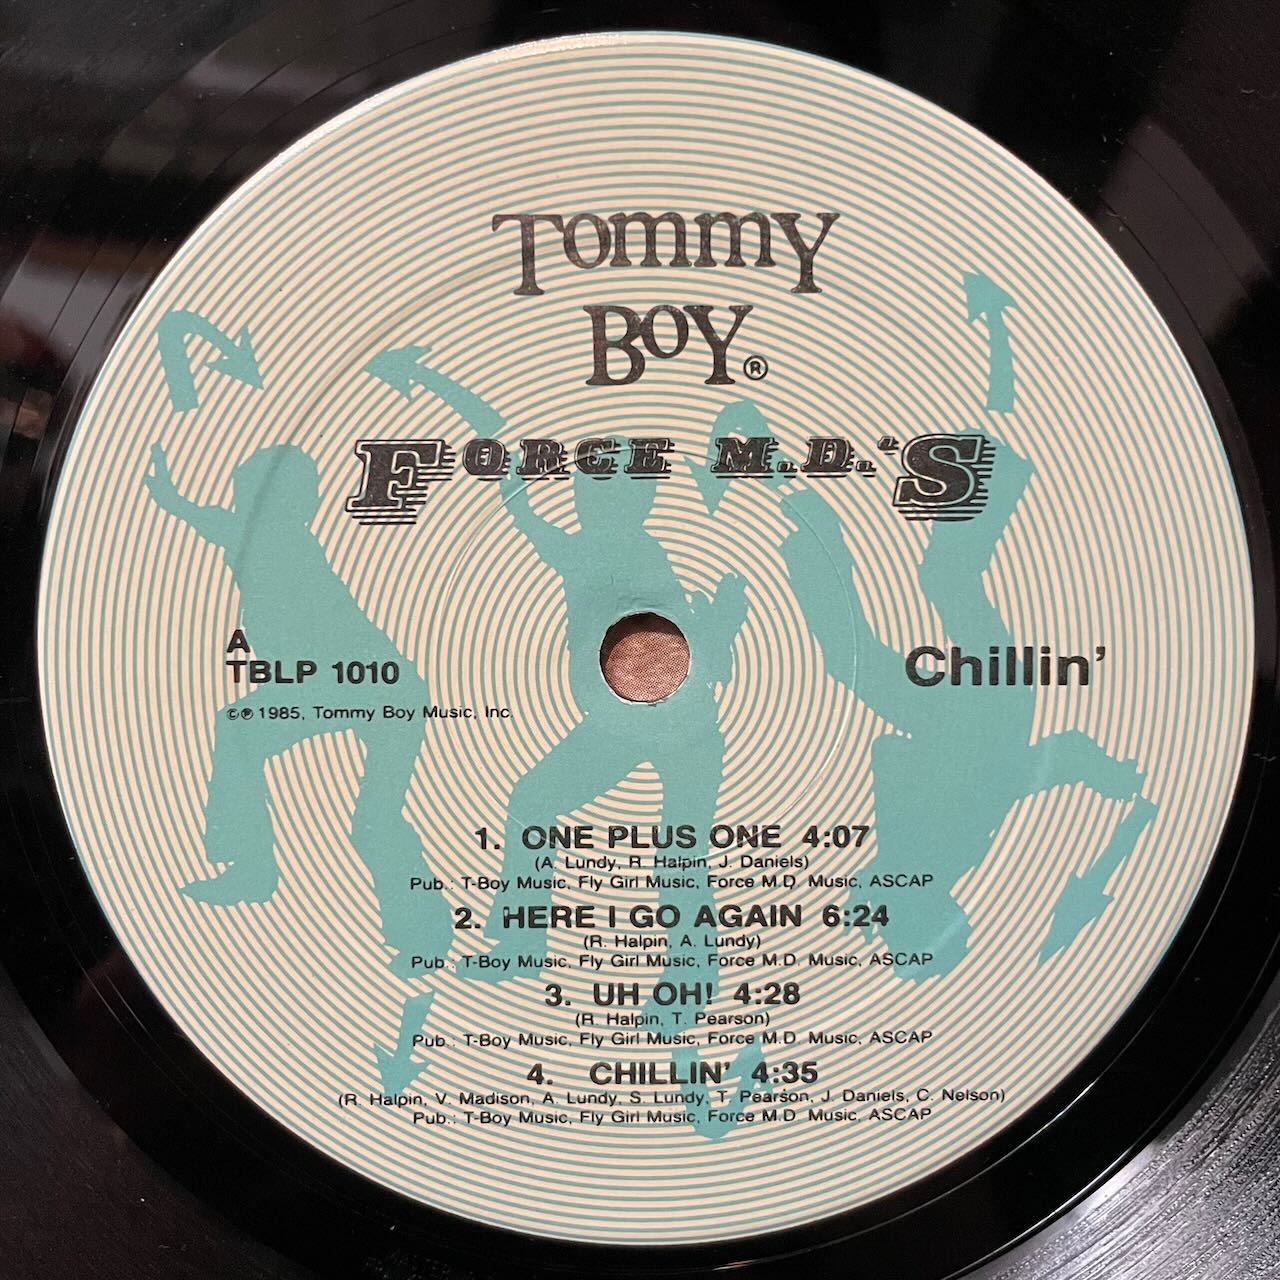 Tommy
Boy®
Force M.D.'s
A
TBLP 1010
Chillin'
©℗ 1985, Tommy Boy Music, Inc.
1. ONE PLUS ONE 4:07
(A. Lundy, R. Halpin, J. Daniels)
Pub.: T-Boy Music, Fly Girl Music, Force M.D. Music, ASCAP
2. HERE I GO AGAIN 6:24
(R. Halpin, A. Lundy)
Pub.: T-Boy Music, Fly Girl Music, Force M.D. Music, ASCAP
3. UH OH! 4:28
(R. Halpin, T. Pearson)
Pub.: T-Boy Music, Fly Girl Music, Force M.D. Music, ASCAP
4. CHILLIN' 4:35
(R. Halpin, V. Madison, A. Lundy, S. Lundy, T. Pearson, J. Daniels, C. Nelson)
Pub.: T-Boy Music, Fly Girl Music, Force M.D. Music, ASCAP